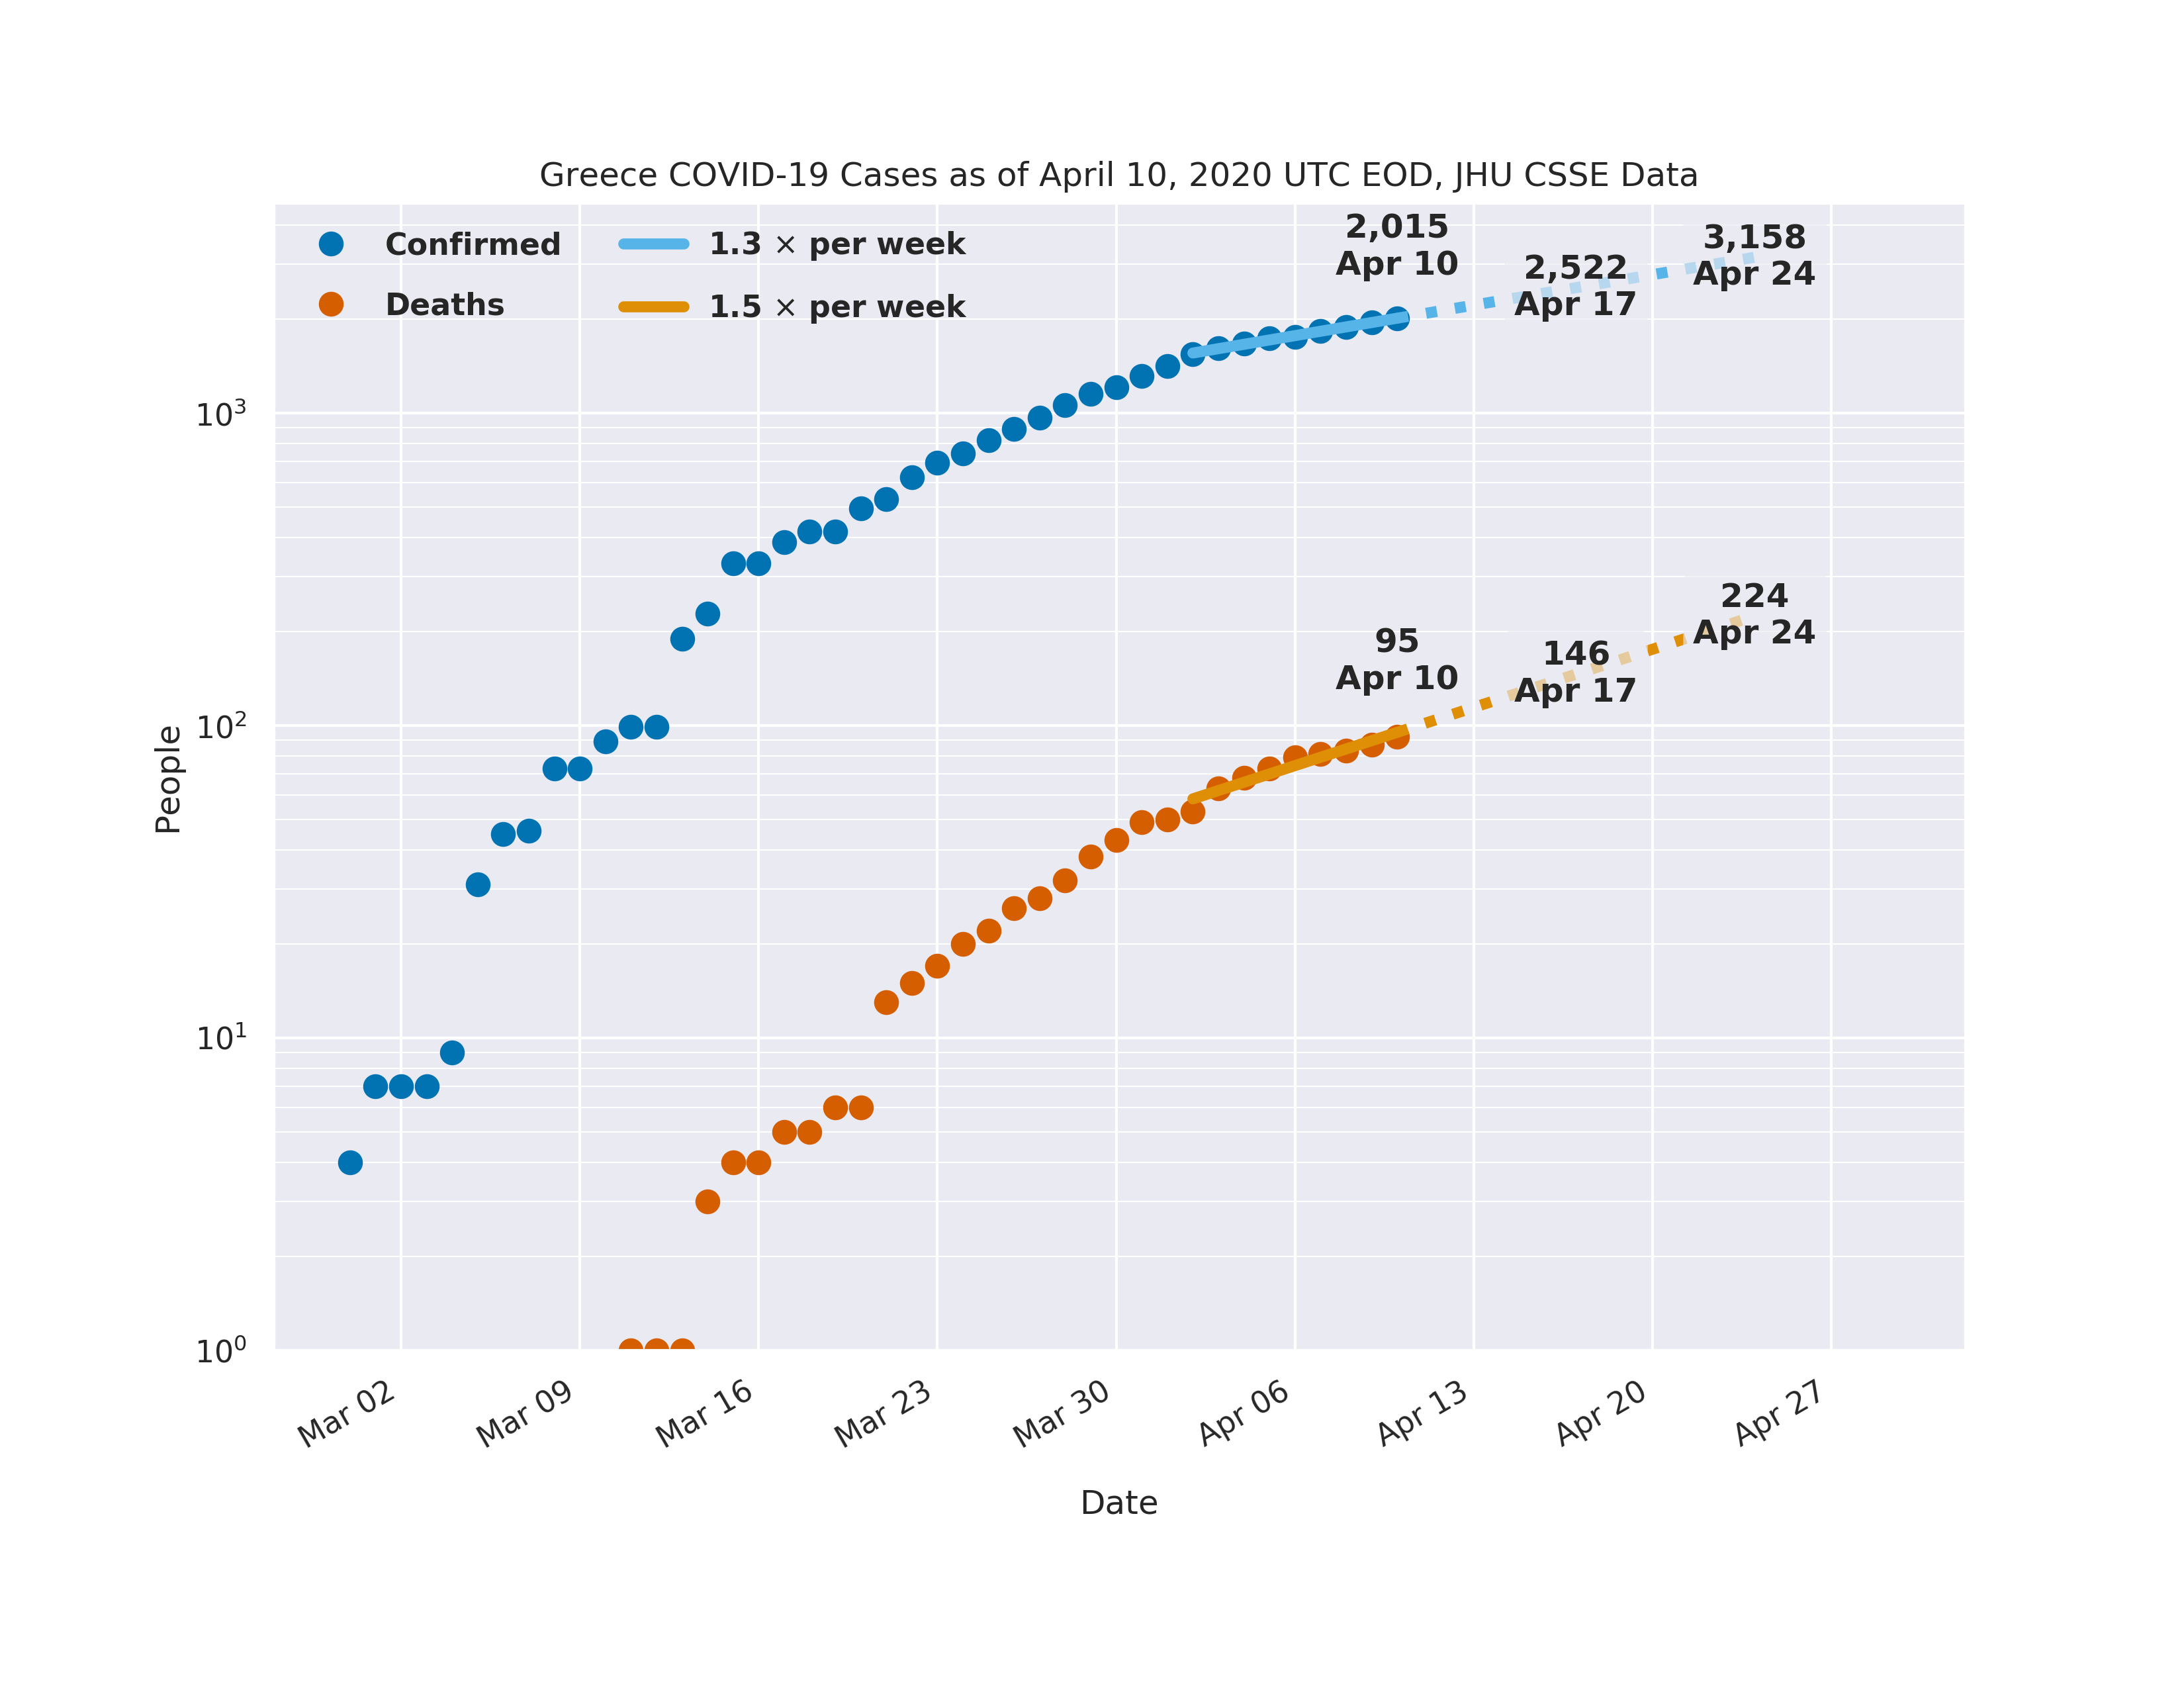 Greece COVID-19 Cases as of April 10, 2020 UTC EOD, JHU CSSE Data
Confirmed
Deaths
1.3 × per week
1.5 × per week
2,015
Apr 10
2,522
Apr 17
3,158
Apr 24
95
Apr 10
146
Apr 17
224
Apr 24
People
10³
10²
10¹
10⁰
Mar 02
Mar 09
Mar 16
Mar 23
Mar 30
Apr 06
Apr 13
Apr 20
Apr 27
Date